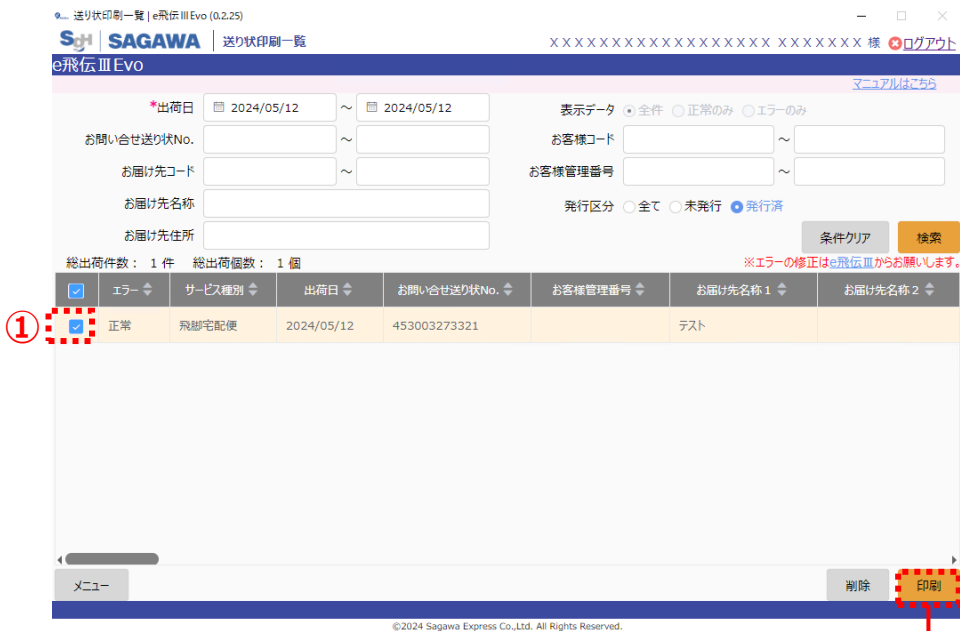 送り状印刷一覧 | e飛伝ⅢEvo (0.2.25)
SgH SAGAWA 送り状印刷一覧 XXXXXXXXXXXXXXXXXX XXXXXXX 様 ログアウト
e飛伝ⅢEvo
マニュアルはこちら
*出荷日 2024/05/12 ～ 2024/05/12 表示データ 全件 正常のみ エラーのみ
お問い合せ送り状No. ～ お客様コード ～
お届け先コード ～ お客様管理番号 ～
お届け先名称 発行区分 全て 未発行 発行済
お届け先住所 条件クリア 検索
総出荷件数： 1 件 総出荷個数： 1 個 ※エラーの修正はe飛伝Ⅲからお願いします。
エラー サービス種別 出荷日 お問い合せ送り状No. お客様管理番号 お届け先名称１ お届け先名称２
① 正常 飛脚宅配便 2024/05/12 453003273321 テスト
メニュー 削除 印刷
©2024 Sagawa Express Co.,Ltd. All Rights Reserved.